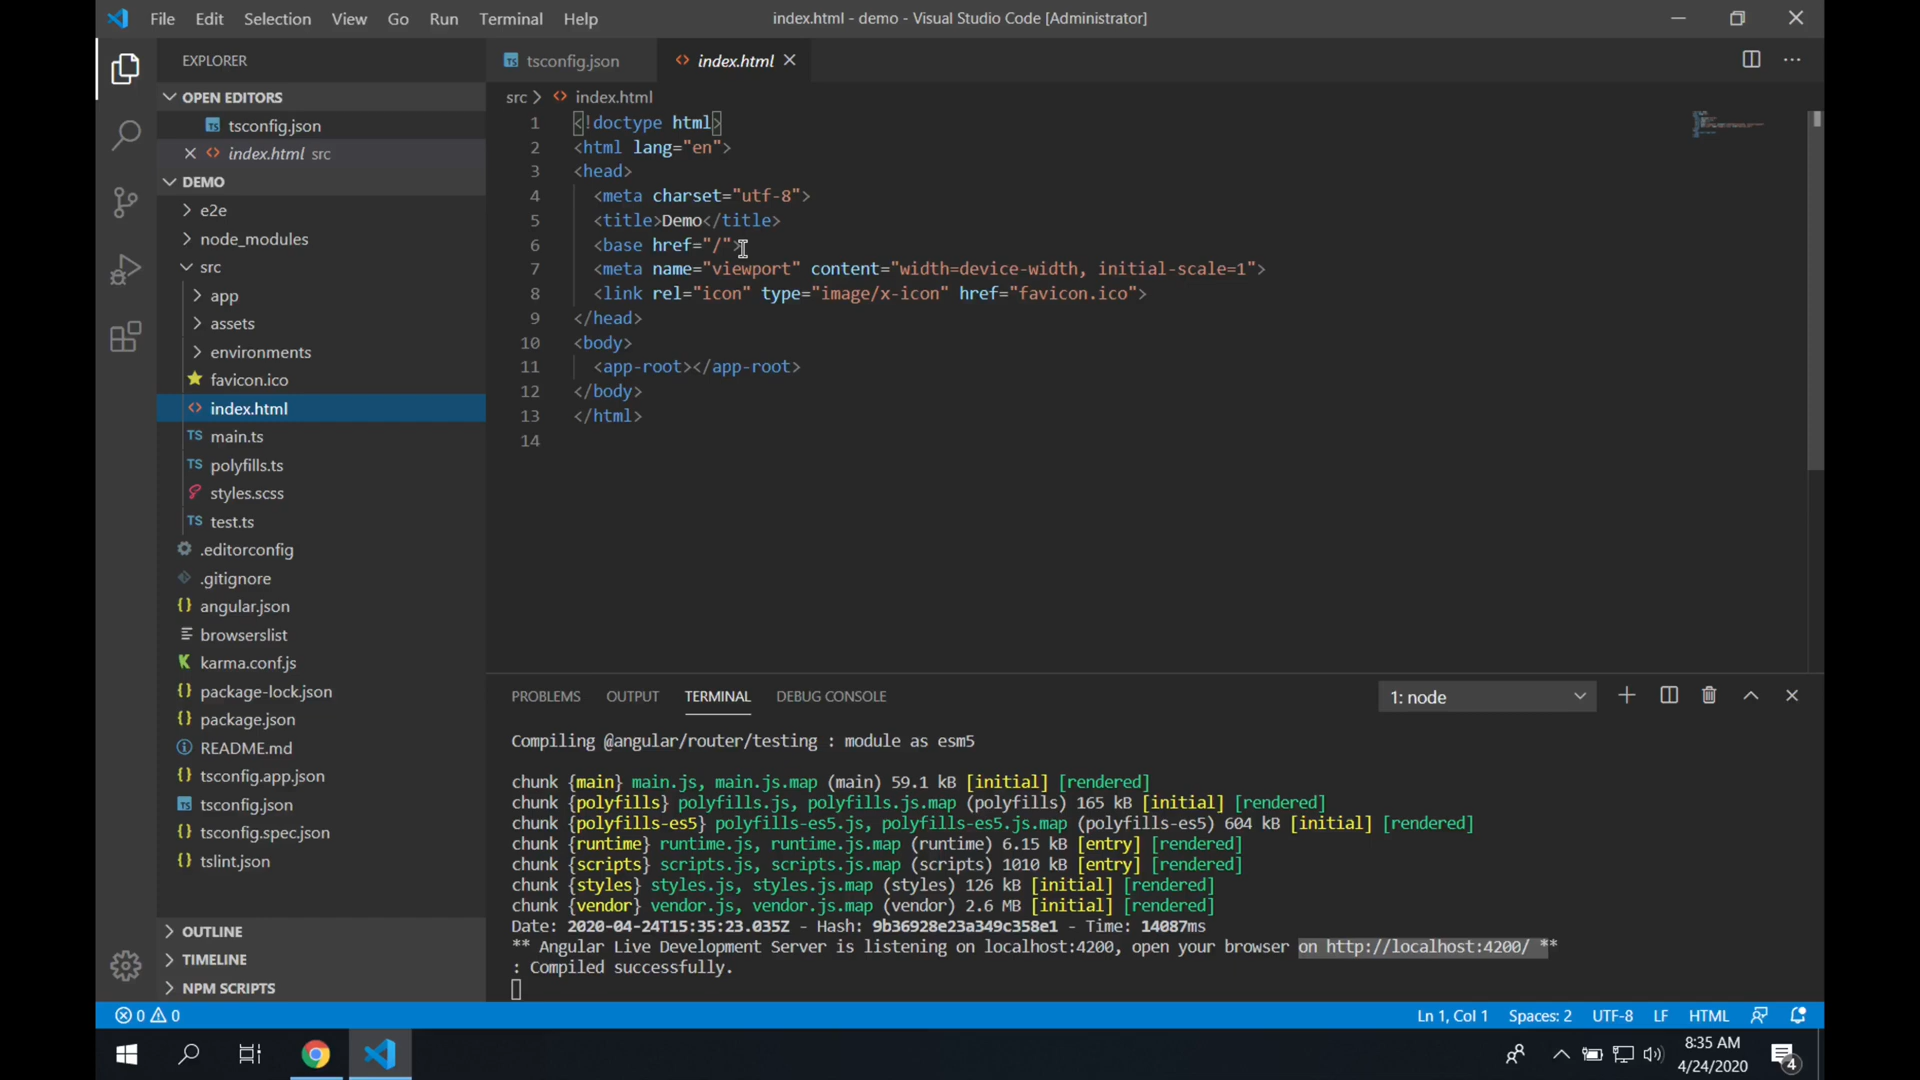 File Edit Selection View Go Run Terminal Help
index.html - demo - Visual Studio Code [Administrator]
EXPLORER
OPEN EDITORS
TS tsconfig.json
index.html src
DEMO
e2e
node_modules
src
app
assets
environments
favicon.ico
index.html
TS main.ts
TS polyfills.ts
styles.scss
TS test.ts
.editorconfig
.gitignore
{} angular.json
browserslist
K karma.conf.js
{} package-lock.json
{} package.json
README.md
{} tsconfig.app.json
TS tsconfig.json
{} tsconfig.spec.json
{} tslint.json
OUTLINE
TIMELINE
NPM SCRIPTS
TS tsconfig.json
index.html
src > index.html
1 <!doctype html>
2 <html lang="en">
3 <head>
4 <meta charset="utf-8">
5 <title>Demo</title>
6 <base href="/">
7 <meta name="viewport" content="width=device-width, initial-scale=1">
8 <link rel="icon" type="image/x-icon" href="favicon.ico">
9 </head>
10 <body>
11 <app-root></app-root>
12 </body>
13 </html>
14
PROBLEMS OUTPUT TERMINAL DEBUG CONSOLE
1: node
Compiling @angular/router/testing : module as esm5
chunk {main} main.js, main.js.map (main) 59.1 kB [initial] [rendered]
chunk {polyfills} polyfills.js, polyfills.js.map (polyfills) 165 kB [initial] [rendered]
chunk {polyfills-es5} polyfills-es5.js, polyfills-es5.js.map (polyfills-es5) 604 kB [initial] [rendered]
chunk {runtime} runtime.js, runtime.js.map (runtime) 6.15 kB [entry] [rendered]
chunk {scripts} scripts.js, scripts.js.map (scripts) 1010 kB [entry] [rendered]
chunk {styles} styles.js, styles.js.map (styles) 126 kB [initial] [rendered]
chunk {vendor} vendor.js, vendor.js.map (vendor) 2.6 MB [initial] [rendered]
Date: 2020-04-24T15:35:23.035Z - Hash: 9b36928e23a349c358e1 - Time: 14087ms
** Angular Live Development Server is listening on localhost:4200, open your browser on http://localhost:4200/ **
: Compiled successfully.
0 0
Ln 1, Col 1 Spaces: 2 UTF-8 LF HTML
8:35 AM
4/24/2020
4